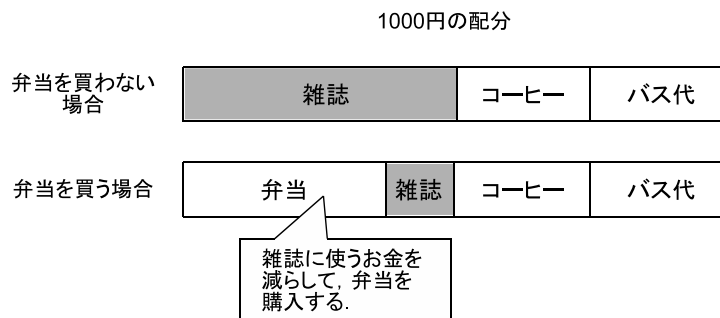 1000円の配分
弁当を買わない
場合
雑誌
コーヒー
バス代
弁当を買う場合
弁当
雑誌
コーヒー
バス代
雑誌に使うお金を
減らして，弁当を
購入する.